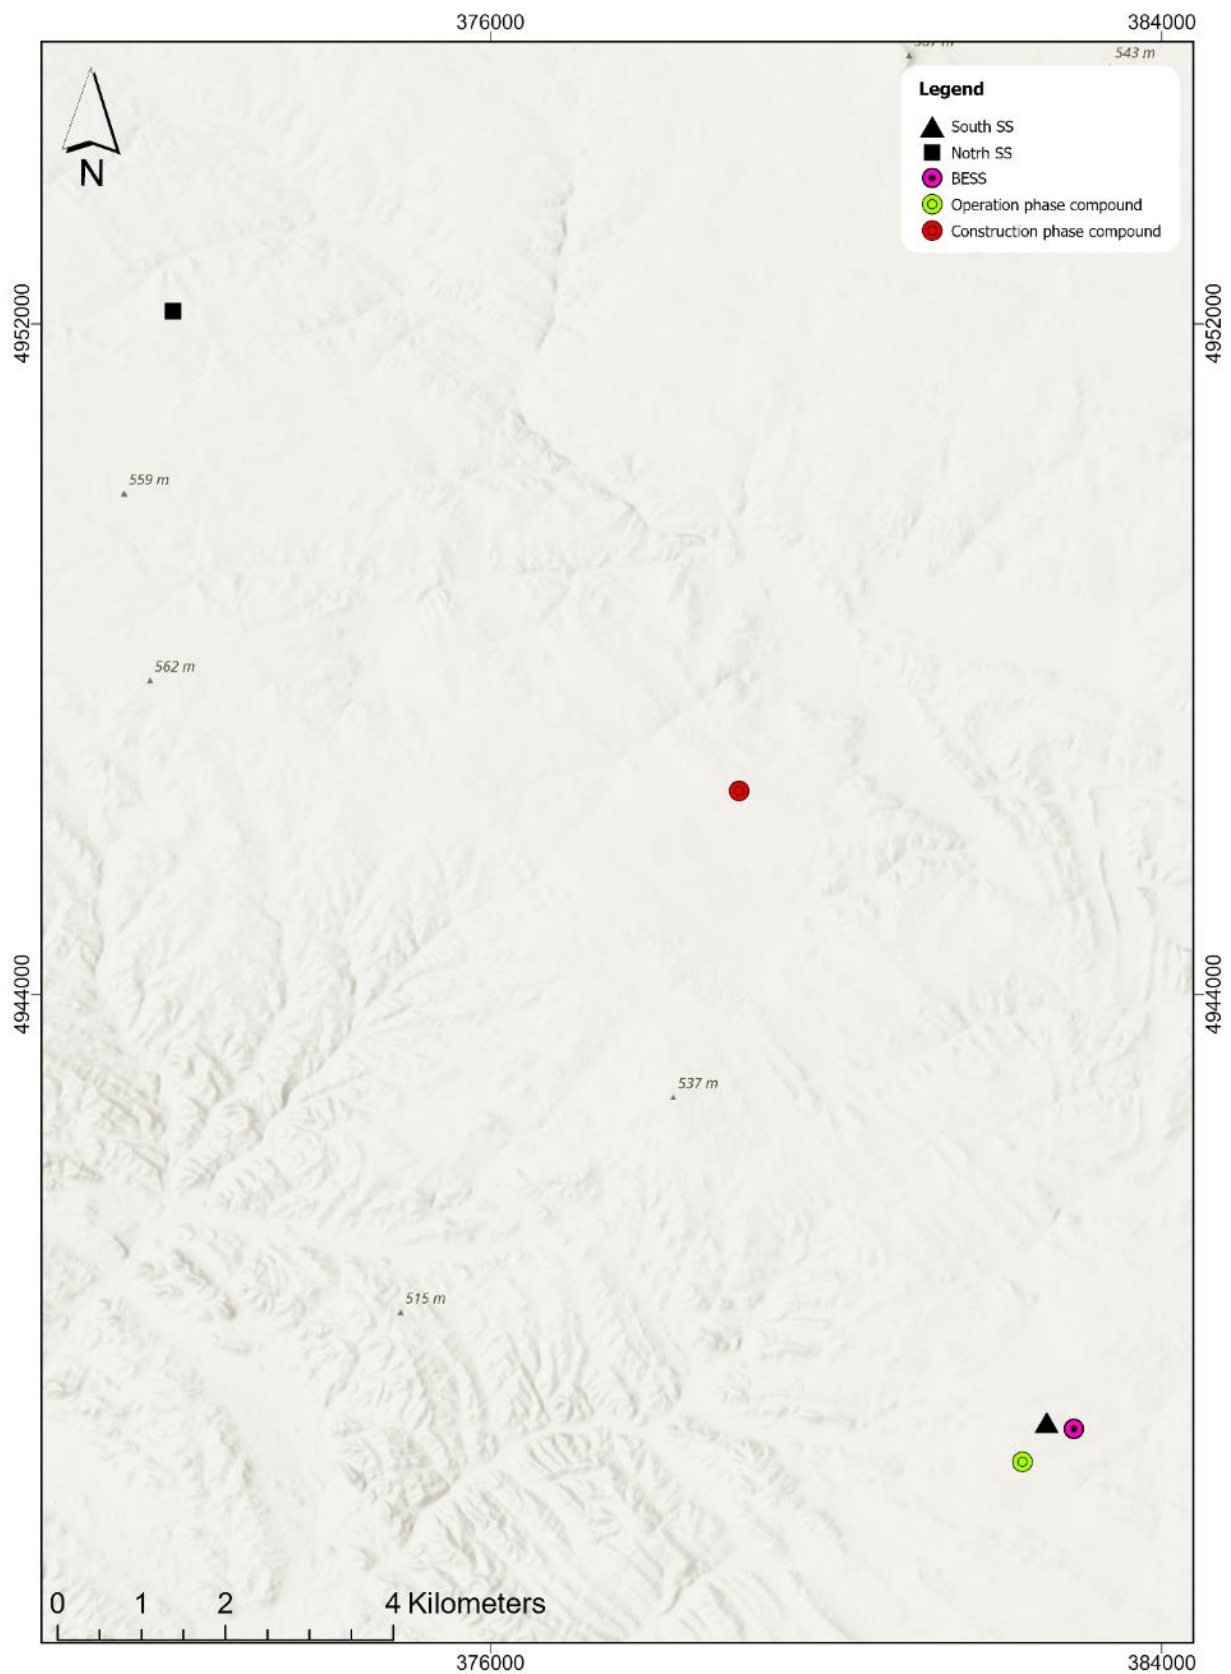 376000
384000
543 m
N
Legend
South SS
Notrh SS
BESS
Operation phase compound
Construction phase compound
4952000
4952000
559 m
562 m
4944000
4944000
537 m
515 m
0 1 2 4 Kilometers
376000
384000